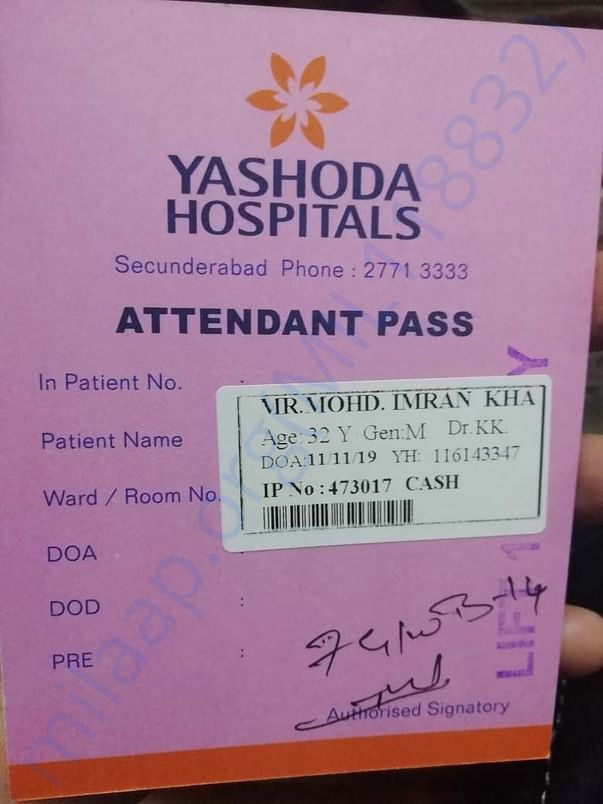 YASHODA
HOSPITALS
Secunderabad Phone : 2771 3333
ATTENDANT PASS
In Patient No. :
MR.MOHD. IMRAN KHA
Patient Name
Age: 32 Y Gen:M Dr.KK.
DOA:11/11/19 YH: 116143347
Ward / Room No.
IP No : 473017 CASH
DOA
DOD :
PRE :
Authorised Signatory
milaap.org